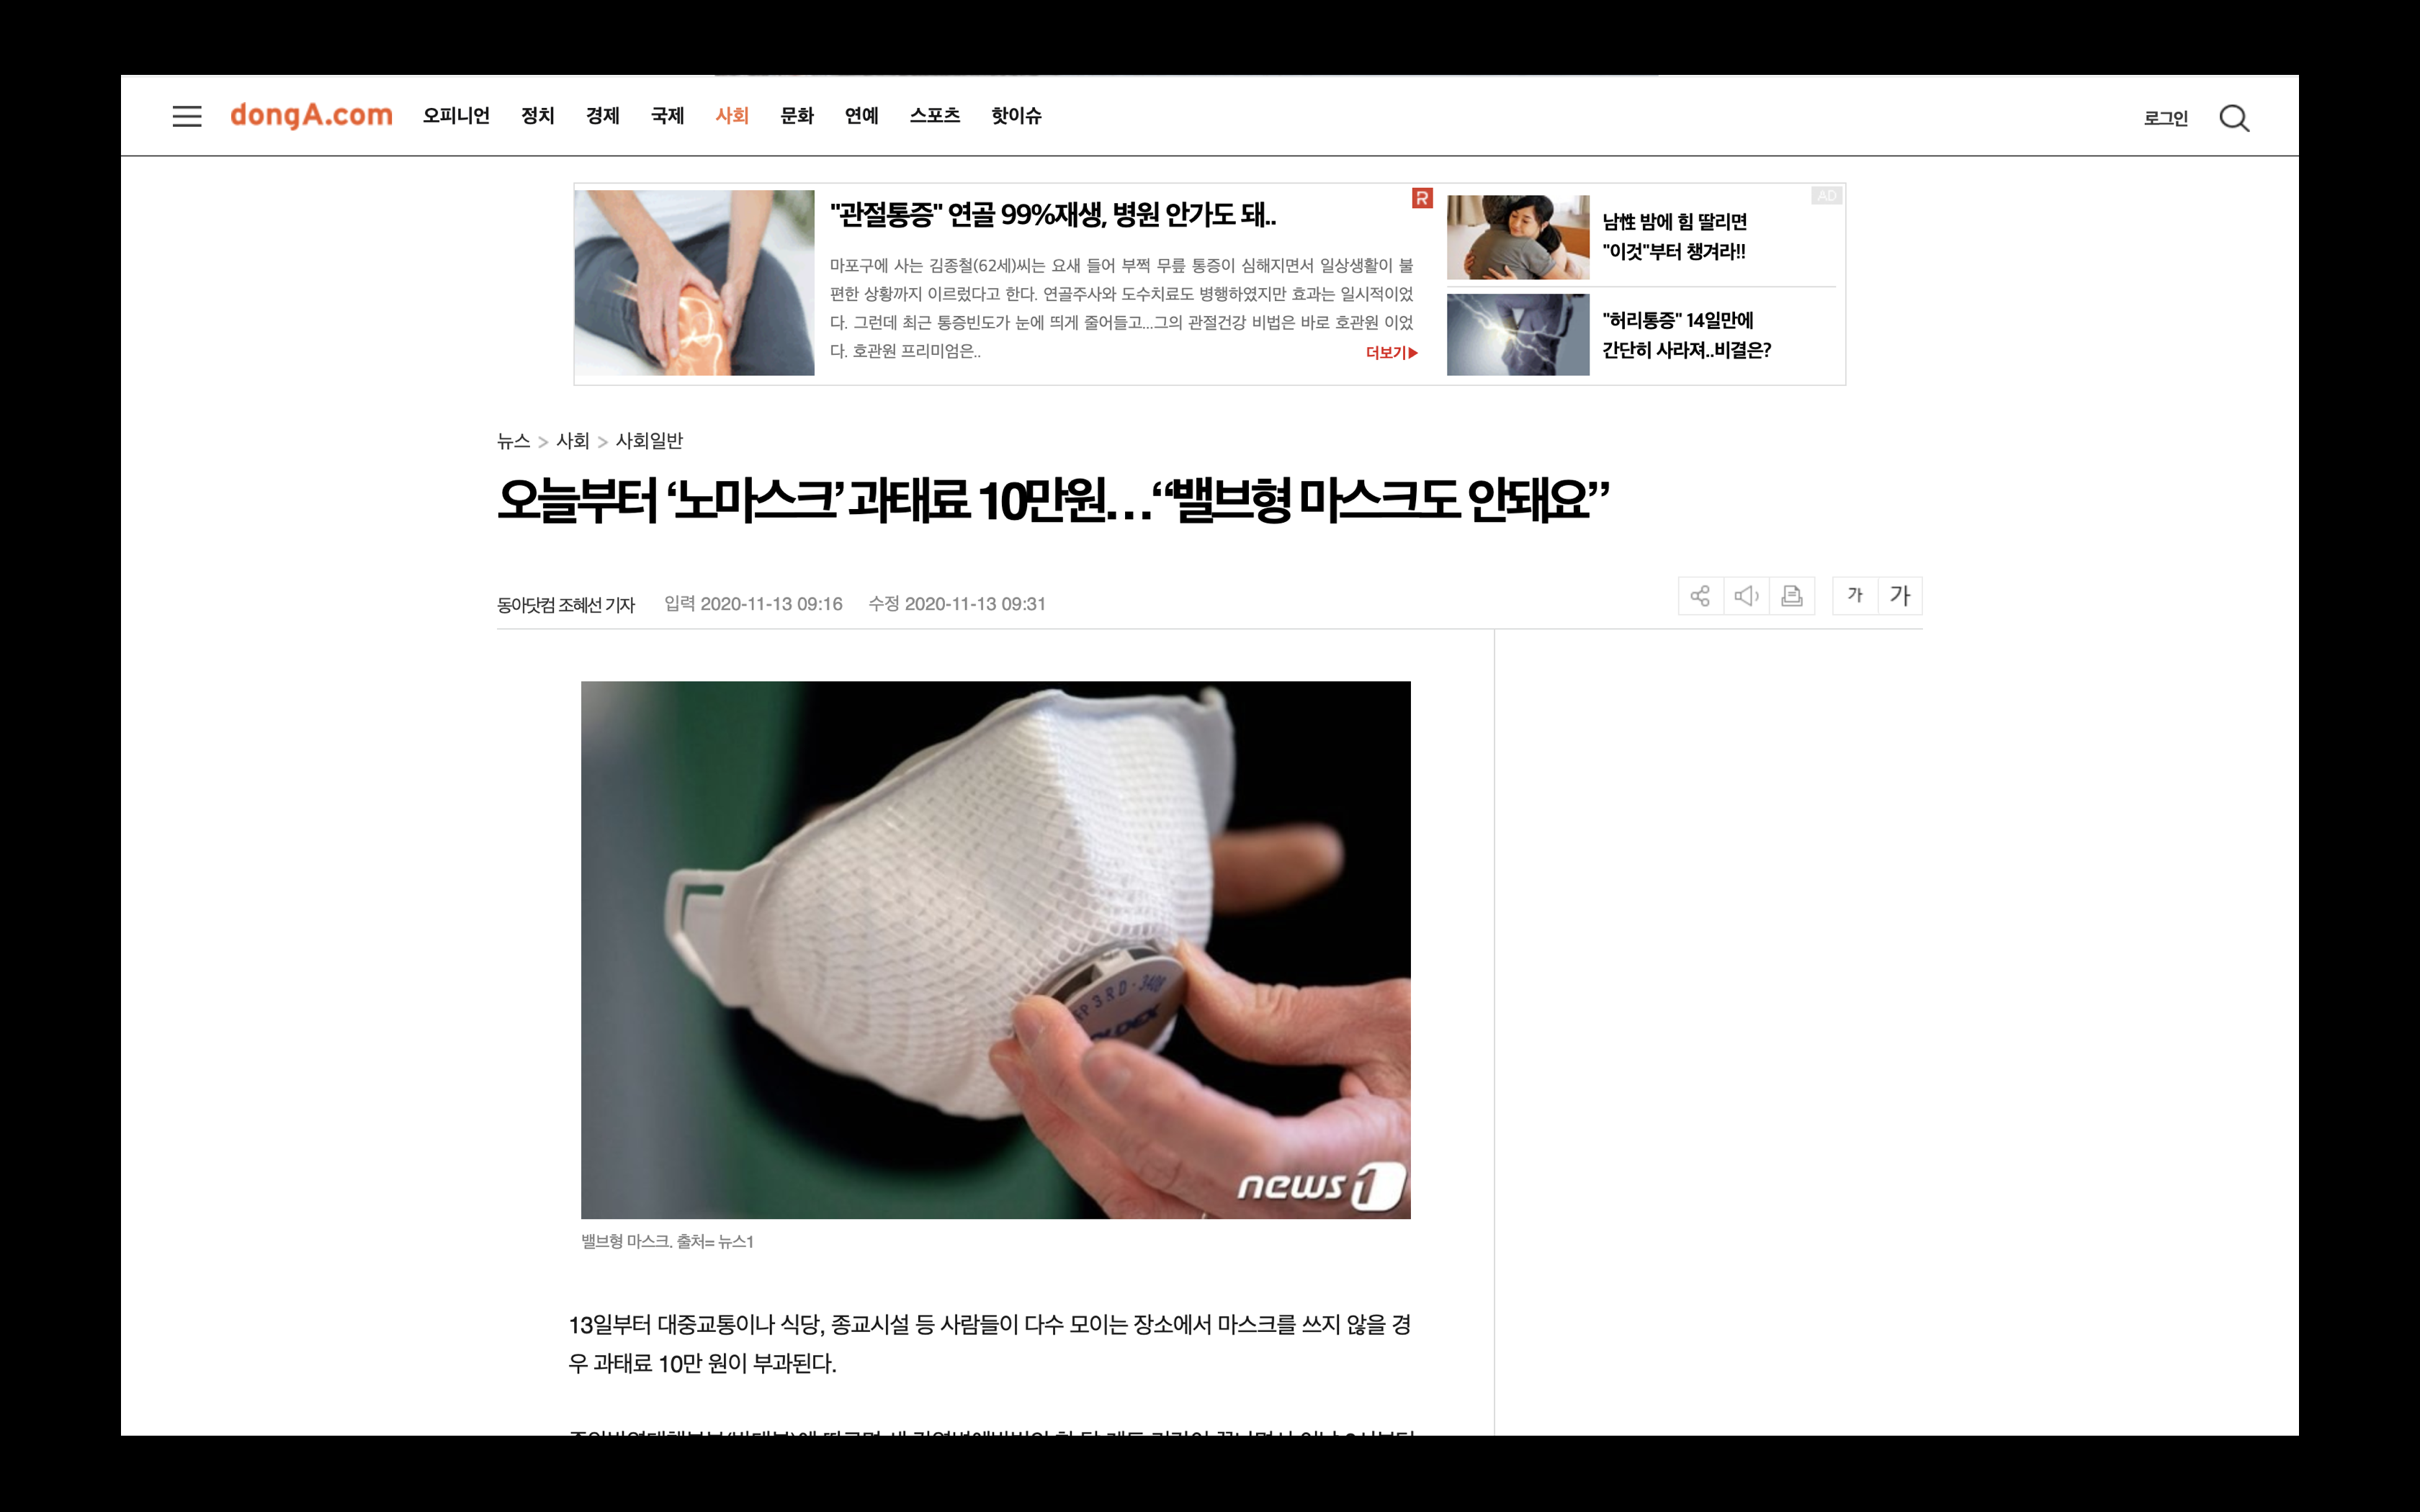 dongA.com 오피니언 정치 경제 국제 사회 문화 연예 스포츠 핫이슈 로그인
"관절통증" 연골 99%재생, 병원 안가도 돼..
R
마포구에 사는 김종철(62세)씨는 요새 들어 부쩍 무릎 통증이 심해지면서 일상생활이 불
편한 상황까지 이르렀다고 한다. 연골주사와 도수치료도 병행하였지만 효과는 일시적이었
다. 그런데 최근 통증빈도가 눈에 띄게 줄어들고...그의 관절건강 비법은 바로 호관원 이었
다. 호관원 프리미엄은..
더보기▶
AD
남性 밤에 힘 딸리면
"이것"부터 챙겨라!!
"허리통증" 14일만에
간단히 사라져..비결은?
뉴스 > 사회 > 사회일반
오늘부터 ‘노마스크’ 과태료 10만원…“밸브형 마스크도 안돼요”
동아닷컴 조혜선 기자 입력 2020-11-13 09:16 수정 2020-11-13 09:31
가 가
3RD·3408
news1
밸브형 마스크. 출처= 뉴스1
13일부터 대중교통이나 식당, 종교시설 등 사람들이 다수 모이는 장소에서 마스크를 쓰지 않을 경
우 과태료 10만 원이 부과된다.